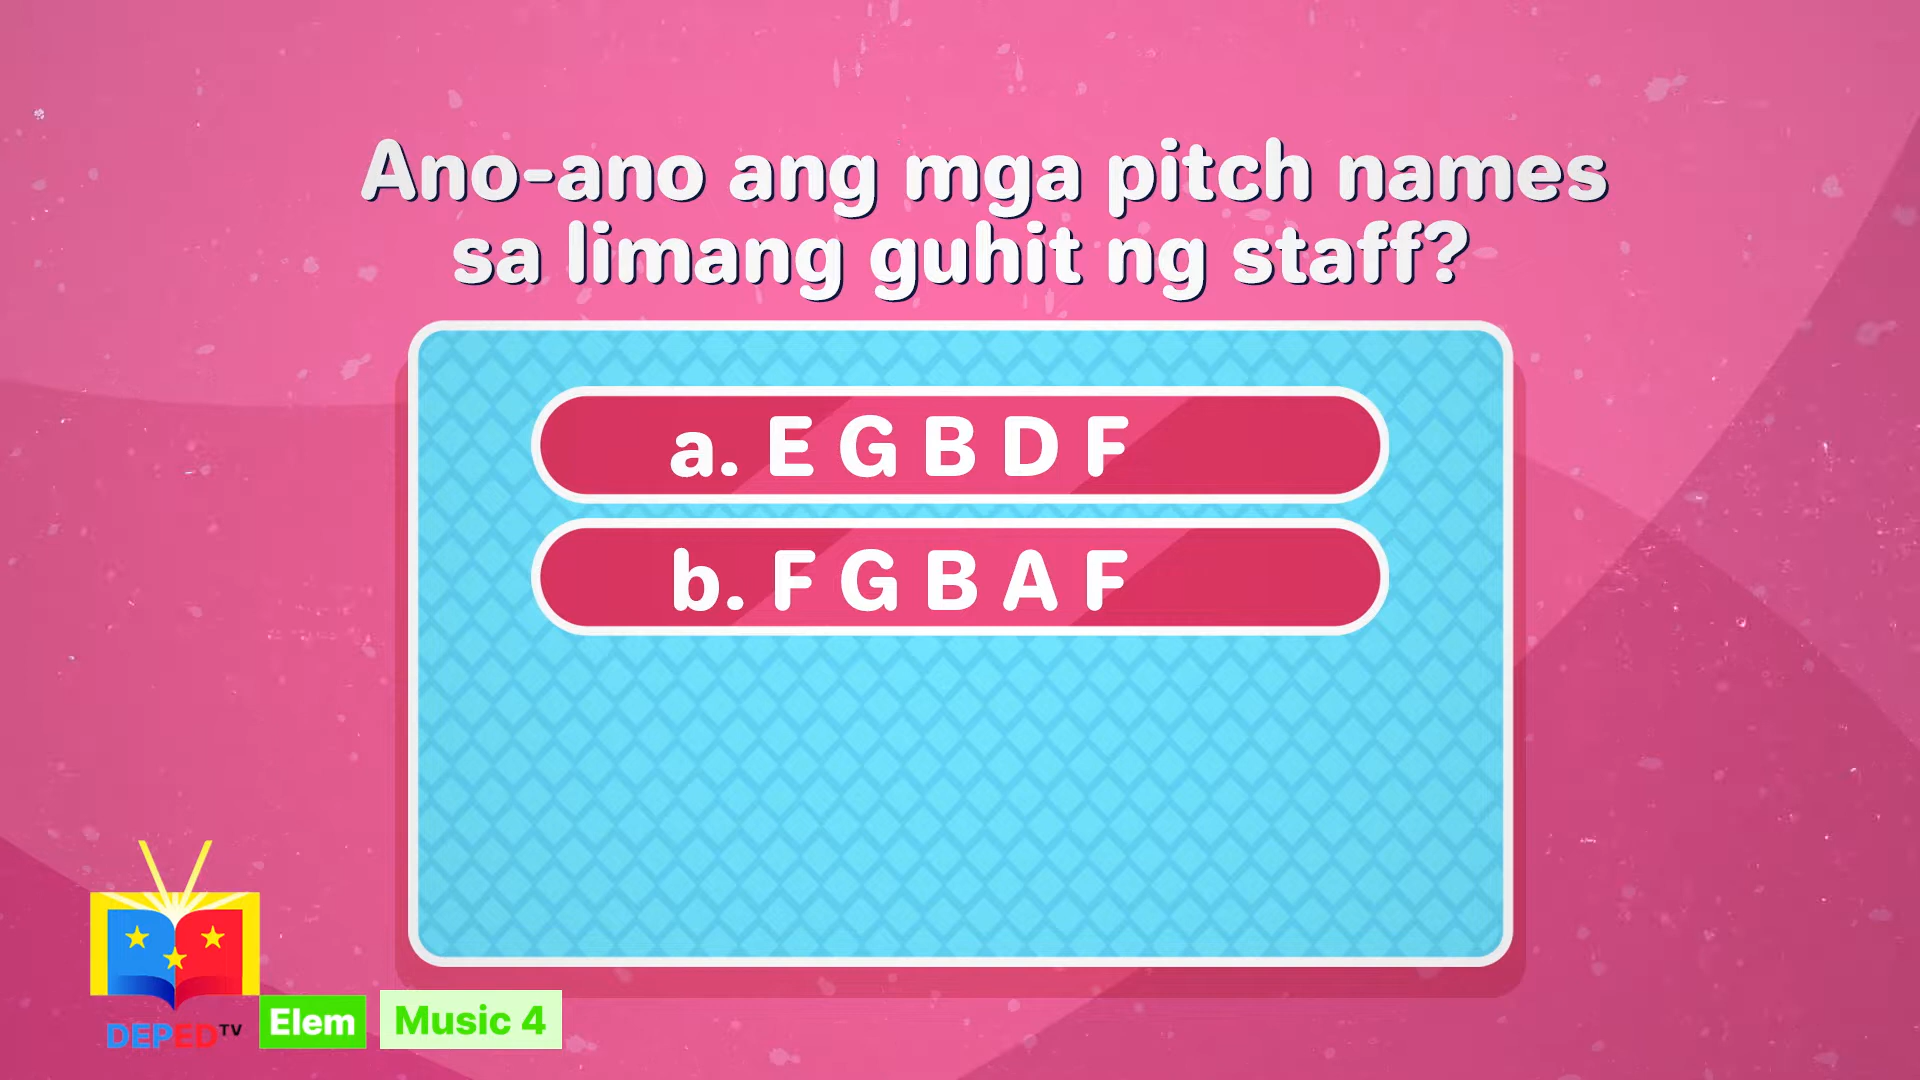 Ano-ano ang mga pitch names
sa limang guhit ng staff?
a. E G B D F
b. F G B A F
DEPED TV
Elem
Music 4